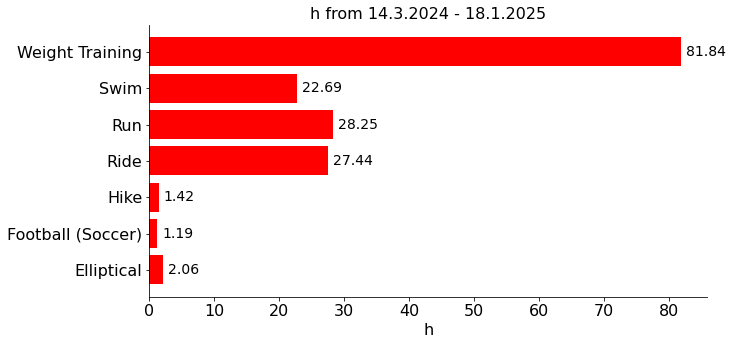 h from 14.3.2024 - 18.1.2025
Weight Training 81.84
Swim 22.69
Run 28.25
Ride 27.44
Hike 1.42
Football (Soccer) 1.19
Elliptical 2.06
0 10 20 30 40 50 60 70 80
h